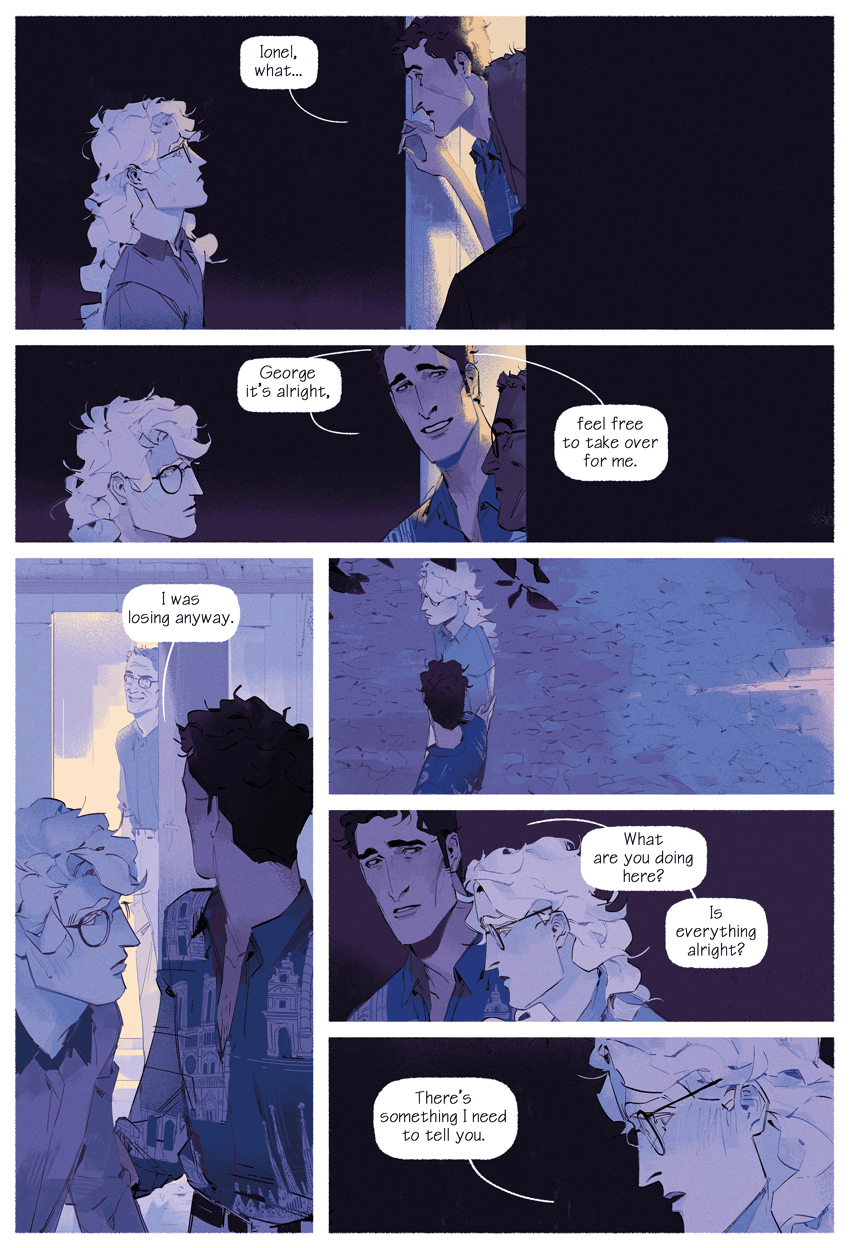 Ionel,
what...
George
it's alright,
feel free
to take over
for me.
I was
losing anyway.
What
are you doing
here?
Is
everything
alright?
There's
something I need
to tell you.